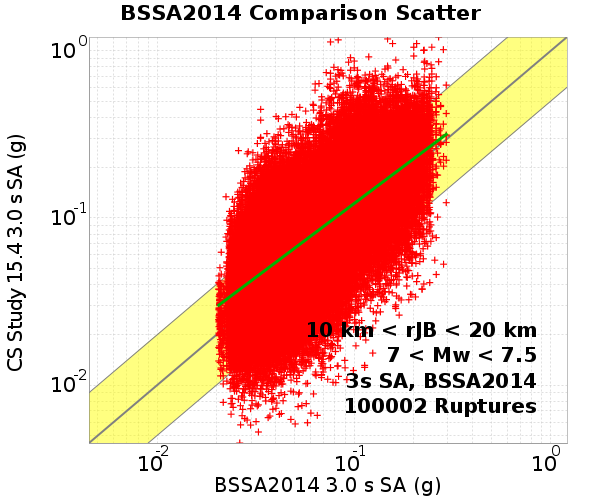 BSSA2014 Comparison Scatter
CS Study 15.4 3.0 s SA (g)
10⁰
10⁻¹
10⁻²
10 km < rJB < 20 km
7 < Mw < 7.5
3s SA, BSSA2014
100002 Ruptures
10⁻² 10⁻¹ 10⁰
BSSA2014 3.0 s SA (g)